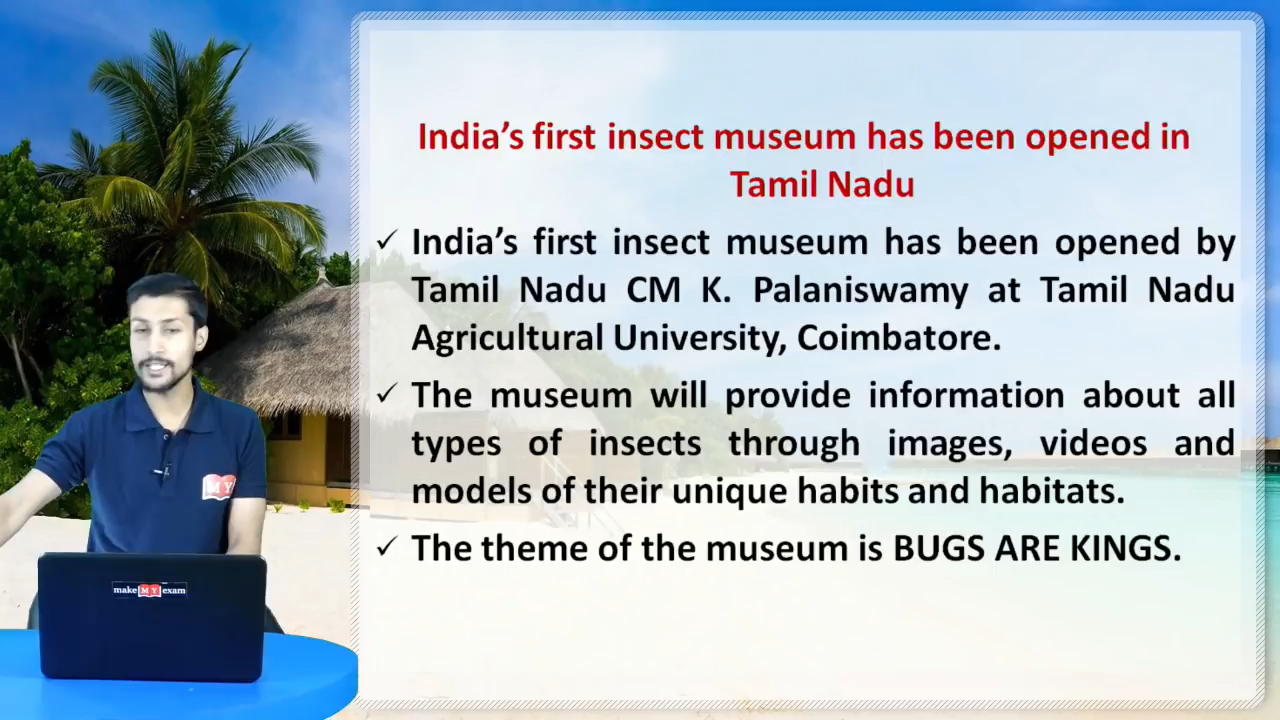 India's first insect museum has been opened in
Tamil Nadu
✓ India's first insect museum has been opened by
Tamil Nadu CM K. Palaniswamy at Tamil Nadu
Agricultural University, Coimbatore.
✓ The museum will provide information about all
types of insects through images, videos and
models of their unique habits and habitats.
✓ The theme of the museum is BUGS ARE KINGS.
MY
make MY exam